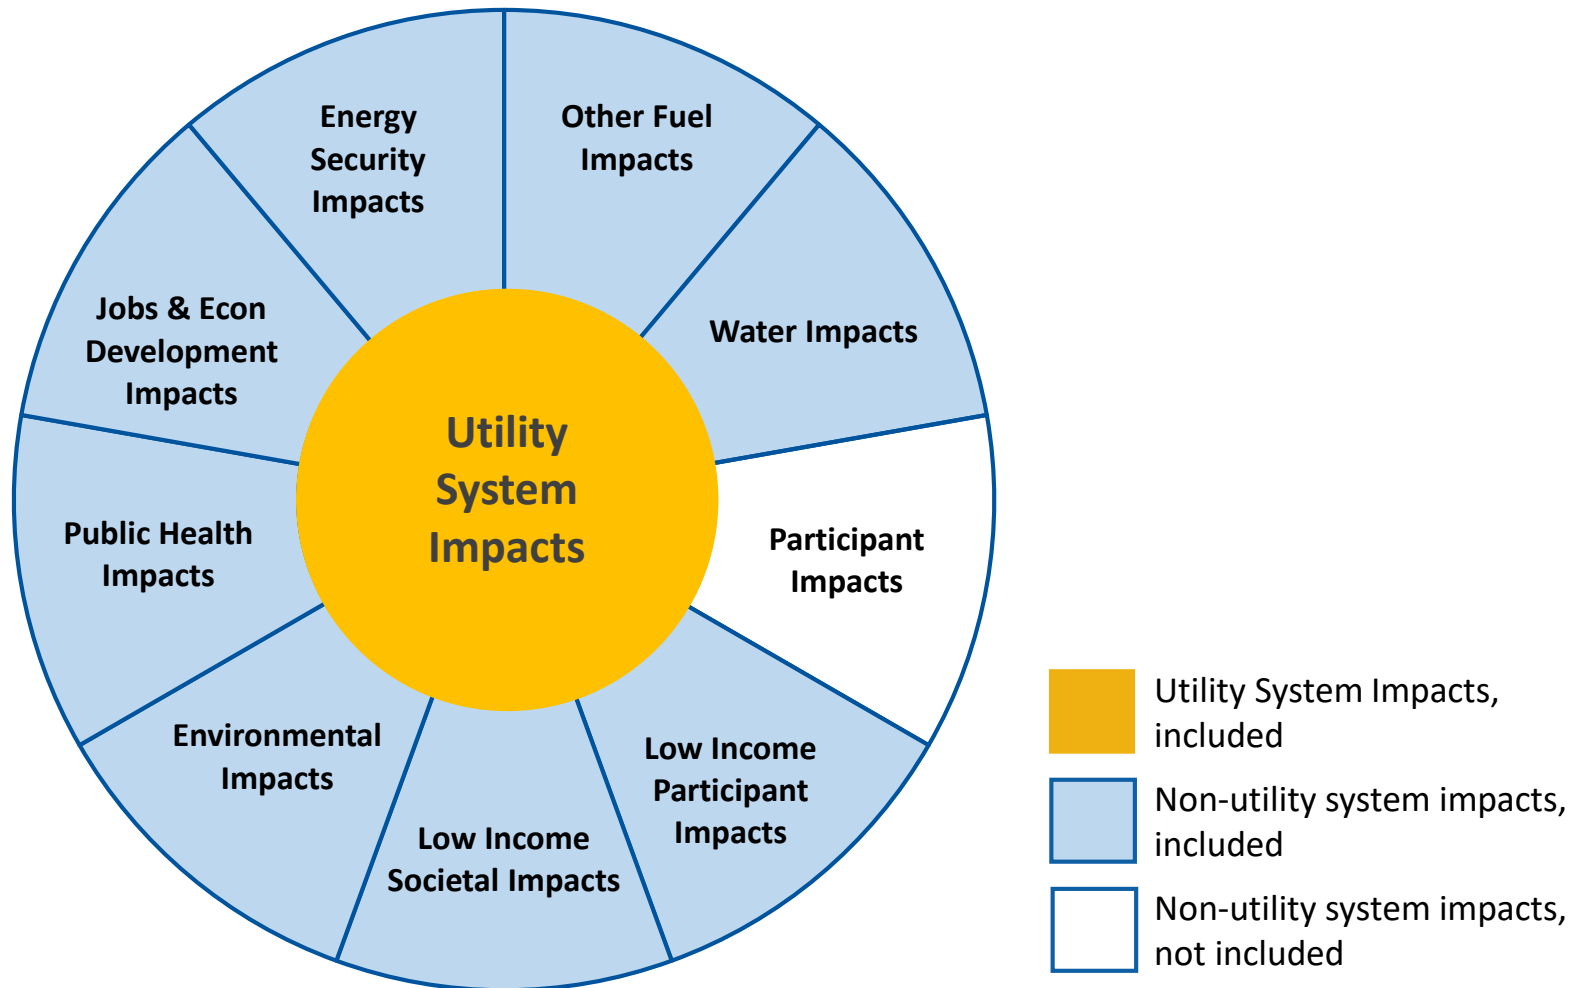 Energy
Security
Impacts
Other Fuel
Impacts
Jobs & Econ
Development
Impacts
Water Impacts
Utility
System
Impacts
Public Health
Impacts
Participant
Impacts
Environmental
Impacts
Low Income
Participant
Impacts
Low Income
Societal Impacts
Utility System Impacts,
included
Non-utility system impacts,
included
Non-utility system impacts,
not included